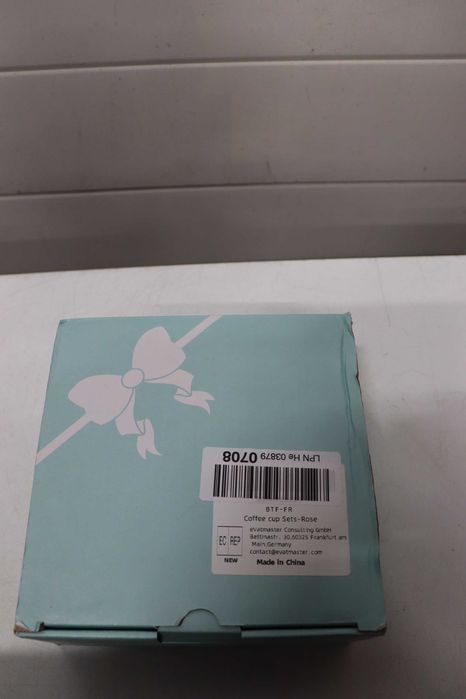 LPN He 03879 0708
BTF-FR
Coffee cup Sets-Rose
EC REP
evatmaster Consulting GmbH
Bettinastr. 30,60325 Frankfurt am
Main,Germany
contact@evatmaster.com
NEW
Made in China